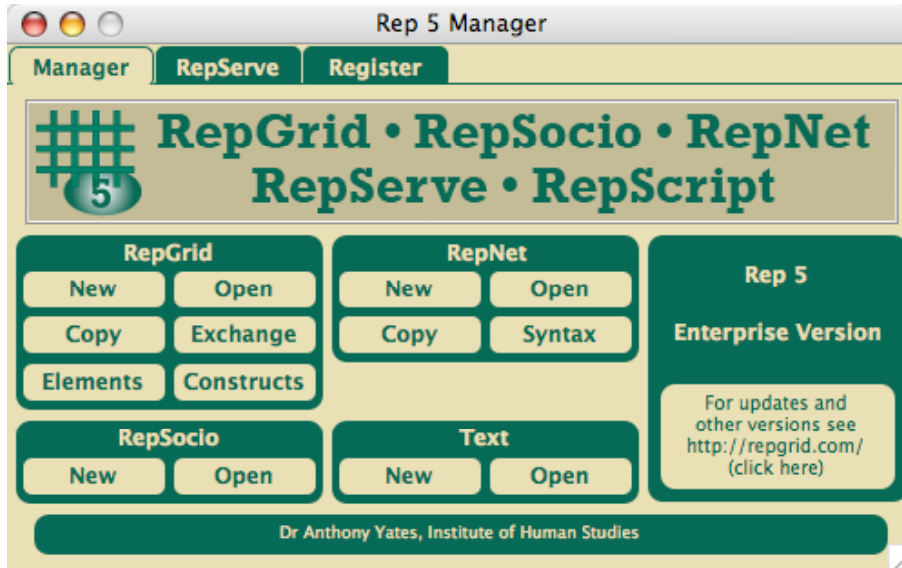 Rep 5 Manager
Manager RepServe Register
RepGrid • RepSocio • RepNet
RepServe • RepScript
5
RepGrid
New Open
Copy Exchange
Elements Constructs
RepNet
New Open
Copy Syntax
RepSocio
New Open
Text
New Open
Rep 5
Enterprise Version
For updates and
other versions see
http://repgrid.com/
(click here)
Dr Anthony Yates, Institute of Human Studies